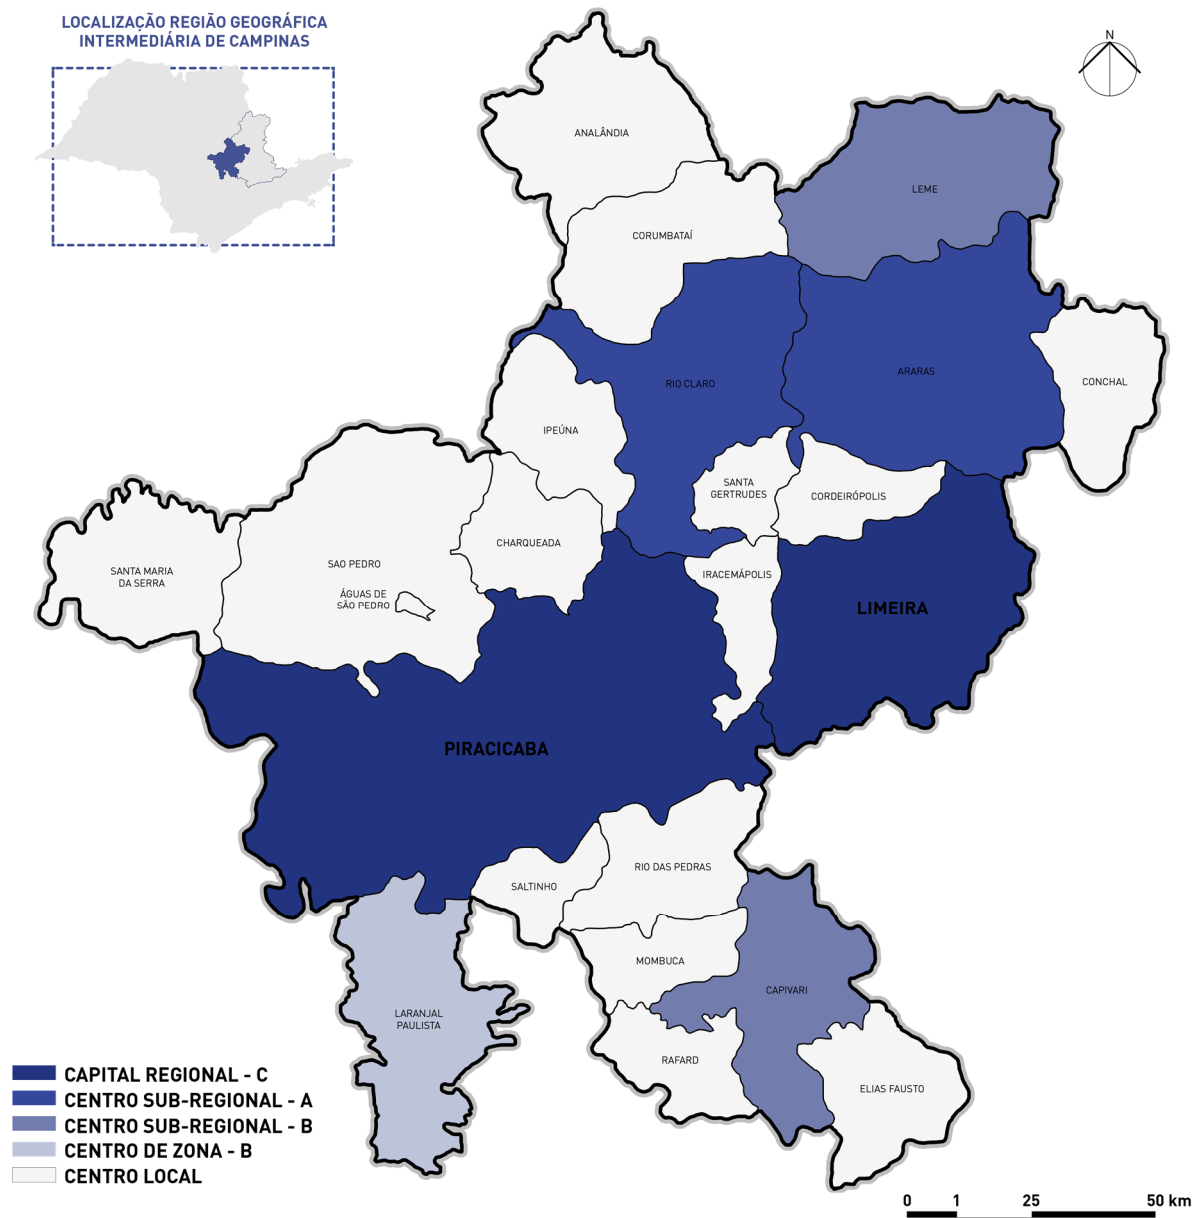 LOCALIZAÇÃO REGIÃO GEOGRÁFICA
INTERMEDIÁRIA DE CAMPINAS
N
ANALÂNDIA
LEME
CORUMBATAÍ
RIO CLARO
ARARAS
CONCHAL
IPEÚNA
SANTA
GERTRUDES
CORDEIRÓPOLIS
CHARQUEADA
SAO PEDRO
SANTA MARIA
DA SERRA
IRACEMÁPOLIS
ÁGUAS DE
SÃO PEDRO
LIMEIRA
PIRACICABA
RIO DAS PEDRAS
SALTINHO
MOMBUCA
CAPIVARI
LARANJAL
PAULISTA
RAFARD
ELIAS FAUSTO
CAPITAL REGIONAL - C
CENTRO SUB-REGIONAL - A
CENTRO SUB-REGIONAL - B
CENTRO DE ZONA - B
CENTRO LOCAL
0 1 25 50 km